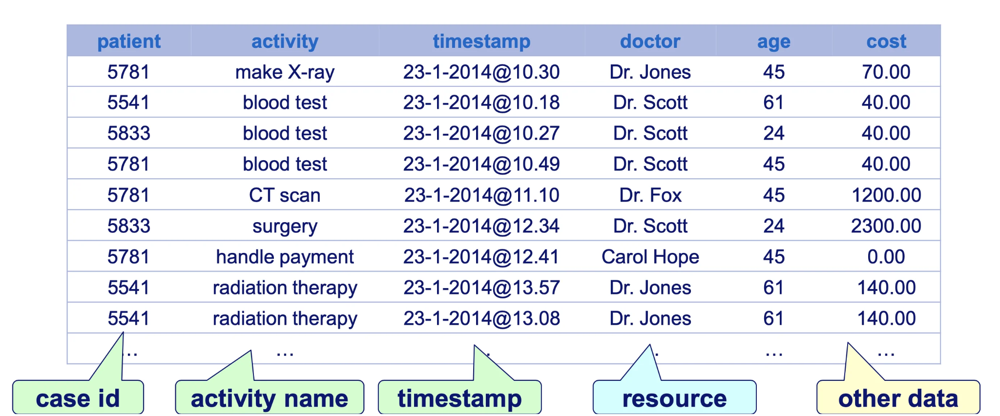 patient activity timestamp doctor age cost
5781 make X-ray 23-1-2014@10.30 Dr. Jones 45 70.00
5541 blood test 23-1-2014@10.18 Dr. Scott 61 40.00
5833 blood test 23-1-2014@10.27 Dr. Scott 24 40.00
5781 blood test 23-1-2014@10.49 Dr. Scott 45 40.00
5781 CT scan 23-1-2014@11.10 Dr. Fox 45 1200.00
5833 surgery 23-1-2014@12.34 Dr. Scott 24 2300.00
5781 handle payment 23-1-2014@12.41 Carol Hope 45 0.00
5541 radiation therapy 23-1-2014@13.57 Dr. Jones 61 140.00
5541 radiation therapy 23-1-2014@13.08 Dr. Jones 61 140.00
... ... . . ... ...
case id activity name timestamp resource other data